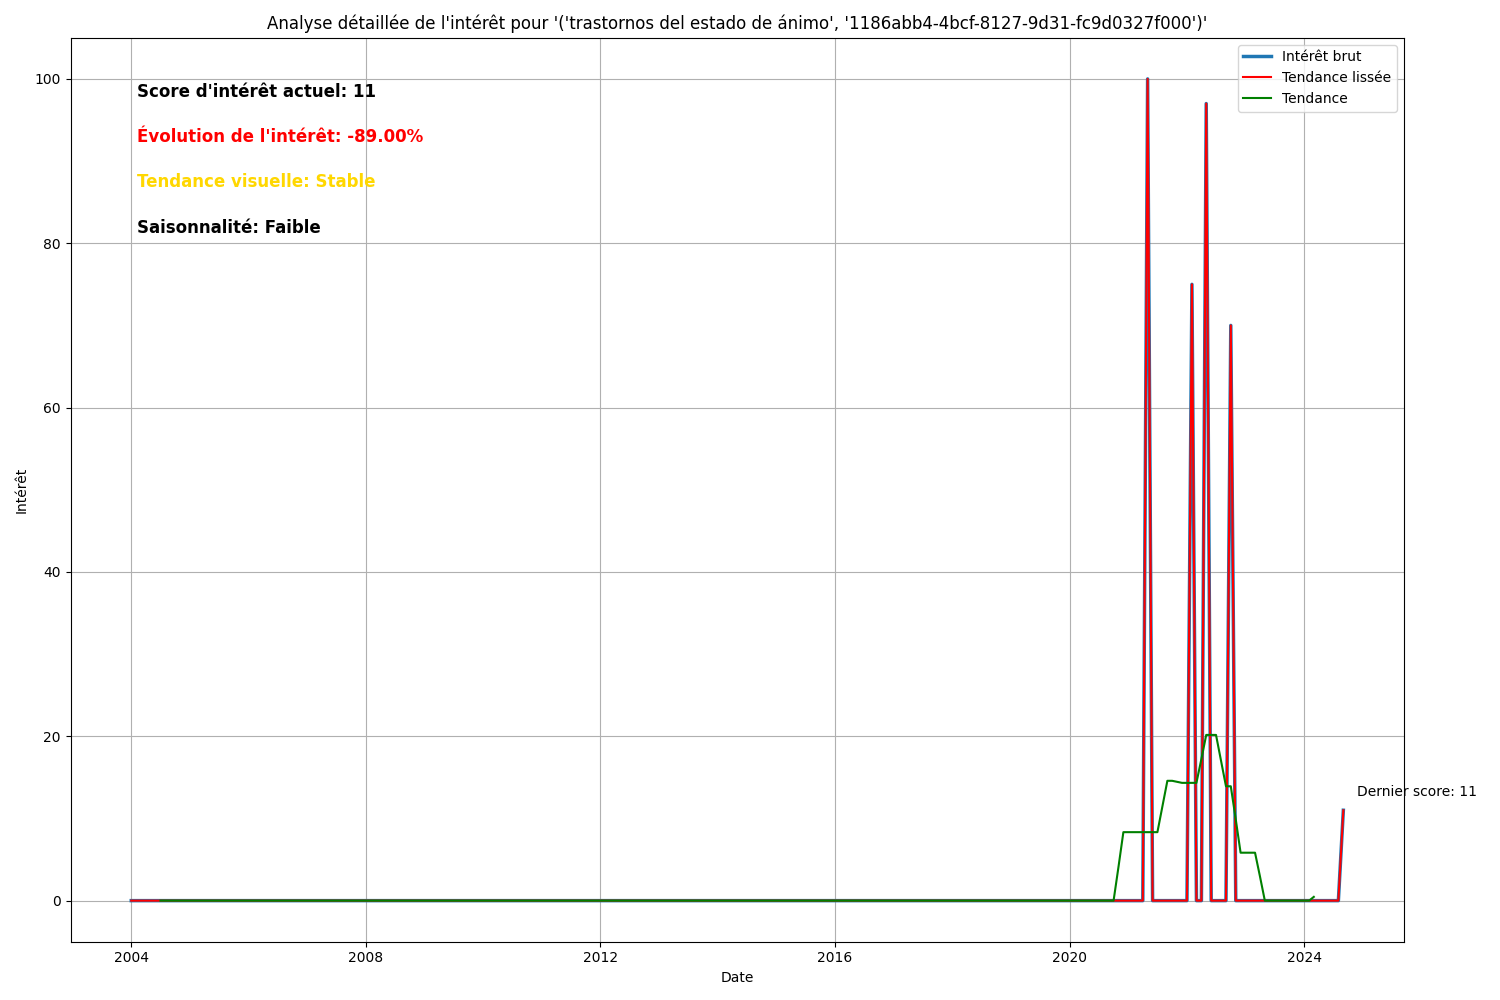 Analyse détaillée de l'intérêt pour '('trastornos del estado de ánimo', '1186abb4-4bcf-8127-9d31-fc9d0327f000')'
Intérêt brut
Tendance lissée
Tendance
Score d'intérêt actuel: 11
Évolution de l'intérêt: -89.00%
Tendance visuelle: Stable
Saisonnalité: Faible
100
80
60
40
20
0
Intérêt
Dernier score: 11
2004
2008
2012
2016
2020
2024
Date